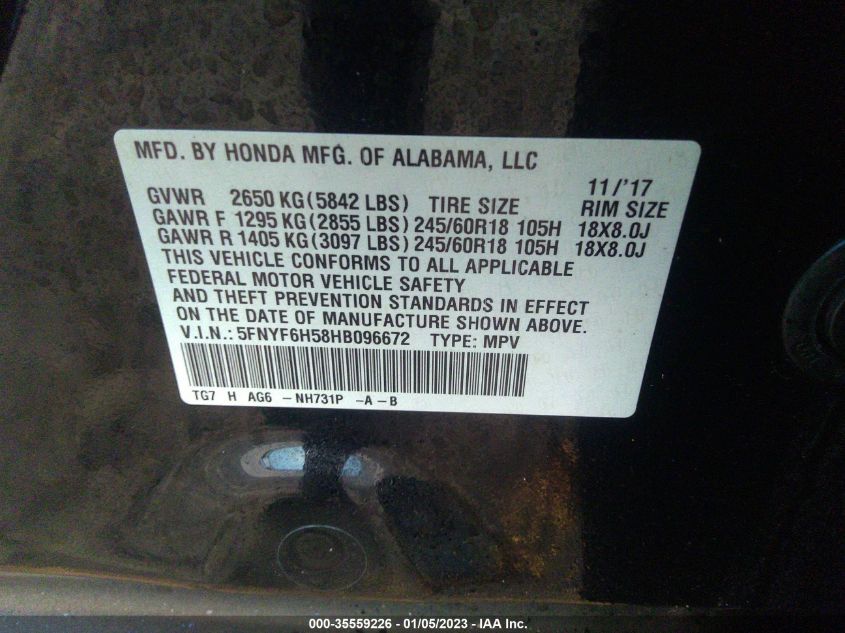 MFD. BY HONDA MFG. OF ALABAMA, LLC
11/'17
GVWR 2650 KG(5842 LBS) TIRE SIZE RIM SIZE
GAWR F 1295 KG(2855 LBS) 245/60R18 105H 18X8.0J
GAWR R 1405 KG(3097 LBS) 245/60R18 105H 18X8.0J
THIS VEHICLE CONFORMS TO ALL APPLICABLE
FEDERAL MOTOR VEHICLE SAFETY
AND THEFT PREVENTION STANDARDS IN EFFECT
ON THE DATE OF MANUFACTURE SHOWN ABOVE.
V.I.N.: 5FNYF6H58HB096672 TYPE: MPV
TG7 H AG6 -NH731P -A-B
000-35559226 - 01/05/2023 - © IAA Inc.